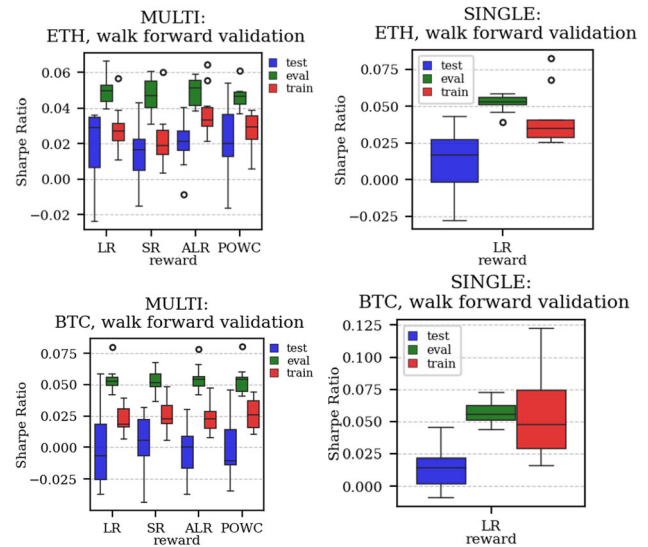 MULTI:
ETH, walk forward validation
test
eval
train
0.06
0.04
0.02
0.00
−0.02
Sharpe Ratio
LR SR ALR POWC
reward
SINGLE:
ETH, walk forward validation
test
eval
train
0.075
0.050
0.025
0.000
−0.025
Sharpe Ratio
LR
reward
MULTI:
BTC, walk forward validation
test
eval
train
0.075
0.050
0.025
0.000
−0.025
Sharpe Ratio
LR SR ALR POWC
reward
SINGLE:
BTC, walk forward validation
test
eval
train
0.125
0.100
0.075
0.050
0.025
0.000
Sharpe Ratio
LR
reward